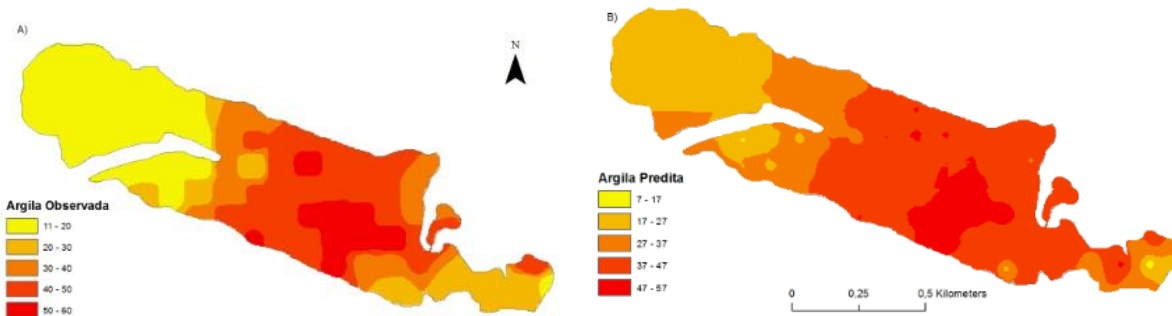 A)
N
Argila Observada
11 - 20
20 - 30
30 - 40
40 - 50
50 - 60
B)
Argila Predita
7 - 17
17 - 27
27 - 37
37 - 47
47 - 57
0 0,25 0,5 Kilometers